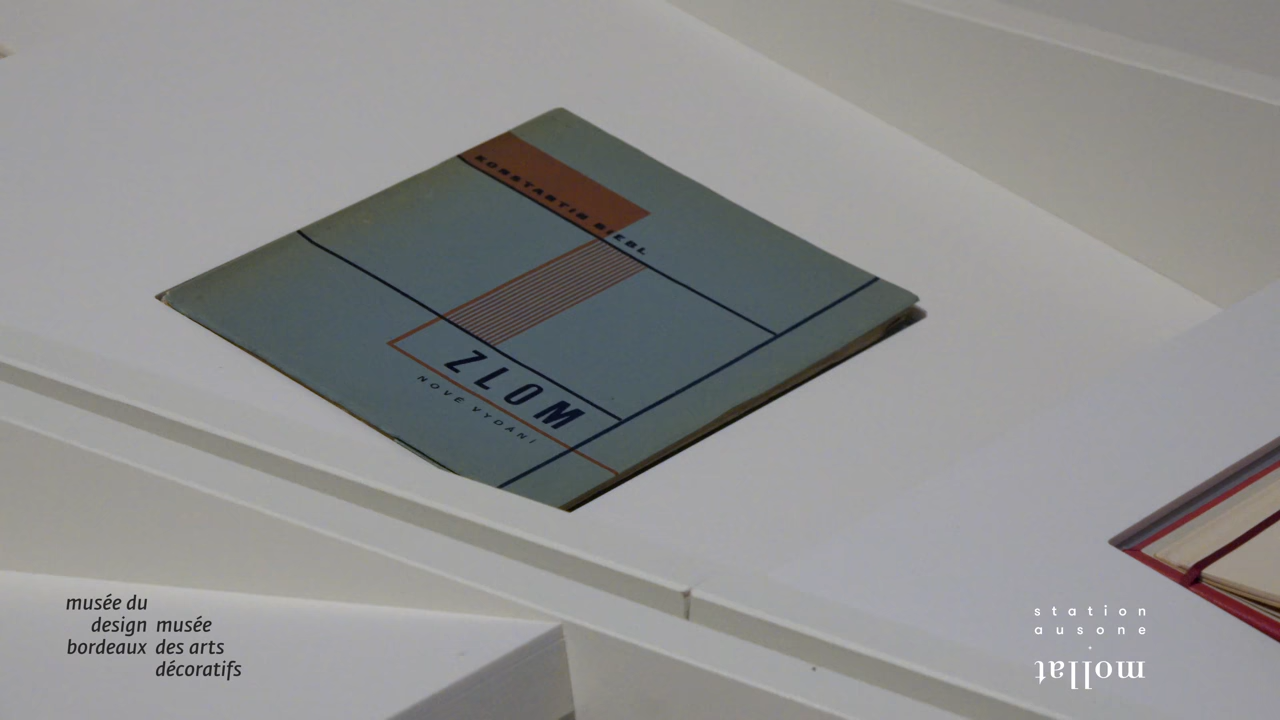 KONSTANTIN BIEBL
ZLOM
NOVÉ VYDÁNÍ
musée du
design
bordeaux
musée
des arts
décoratifs
station
ausone
mollat